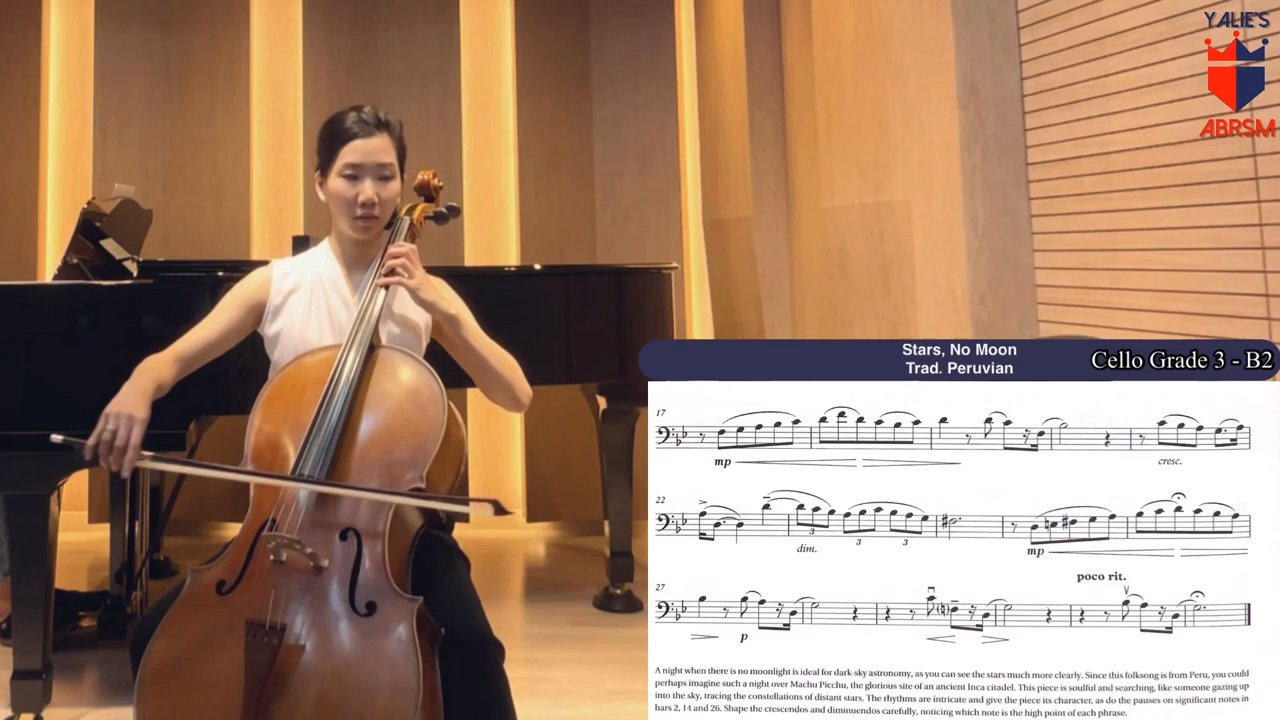 YALIE'S
ABRSM
Stars, No Moon
Trad. Peruvian
Cello Grade 3 - B2
17
mp
cresc.
22
dim.
3
3
3
mp
poco rit.
27
p
A night when there is no moonlight is ideal for dark-sky astronomy, as you can see the stars much more clearly. Since this folksong is from Peru, you could
perhaps imagine such a night over Machu Picchu, the glorious site of an ancient Inca citadel. This piece is soulful and searching, like someone gazing up
into the sky, tracing the constellations of distant stars. The rhythms are intricate and give the piece its character, as do the pauses on significant notes in
bars 2, 14 and 26. Shape the crescendos and diminuendos carefully, noticing which note is the high point of each phrase.